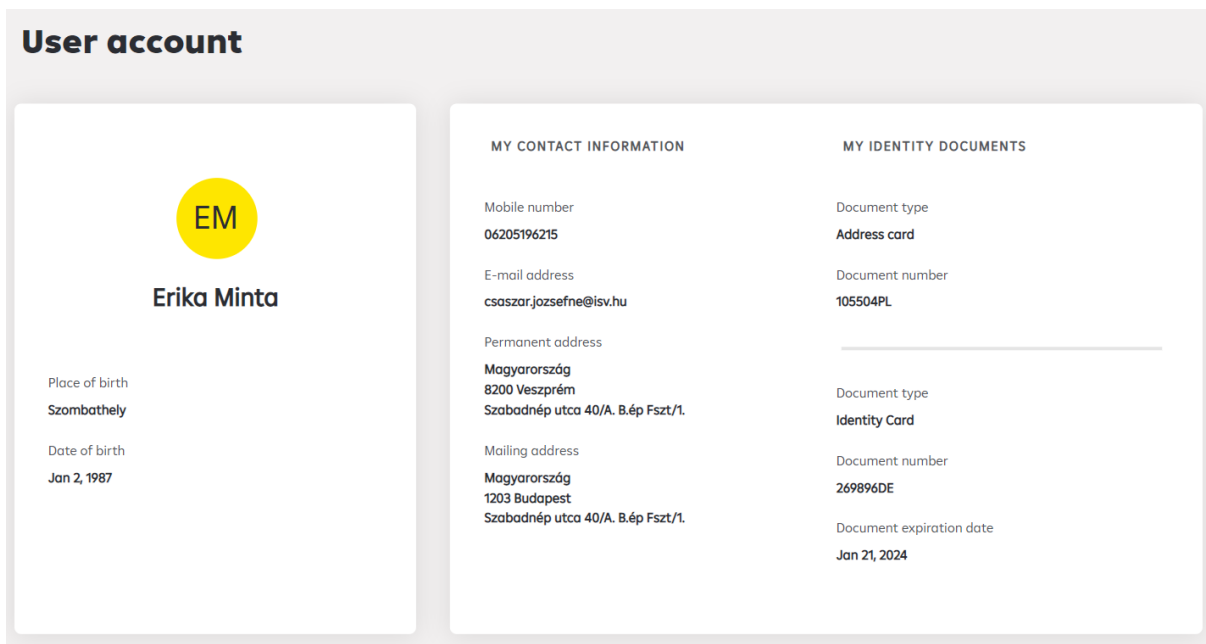 User account
EM
Erika Minta
Place of birth
Szombathely
Date of birth
Jan 2, 1987
MY CONTACT INFORMATION
Mobile number
06205196215
E-mail address
csaszar.jozsefne@isv.hu
Permanent address
Magyarország
8200 Veszprém
Szabadnép utca 40/A. B.ép Fszt/1.
Mailing address
Magyarország
1203 Budapest
Szabadnép utca 40/A. B.ép Fszt/1.
MY IDENTITY DOCUMENTS
Document type
Address card
Document number
105504PL
Document type
Identity Card
Document number
269896DE
Document expiration date
Jan 21, 2024